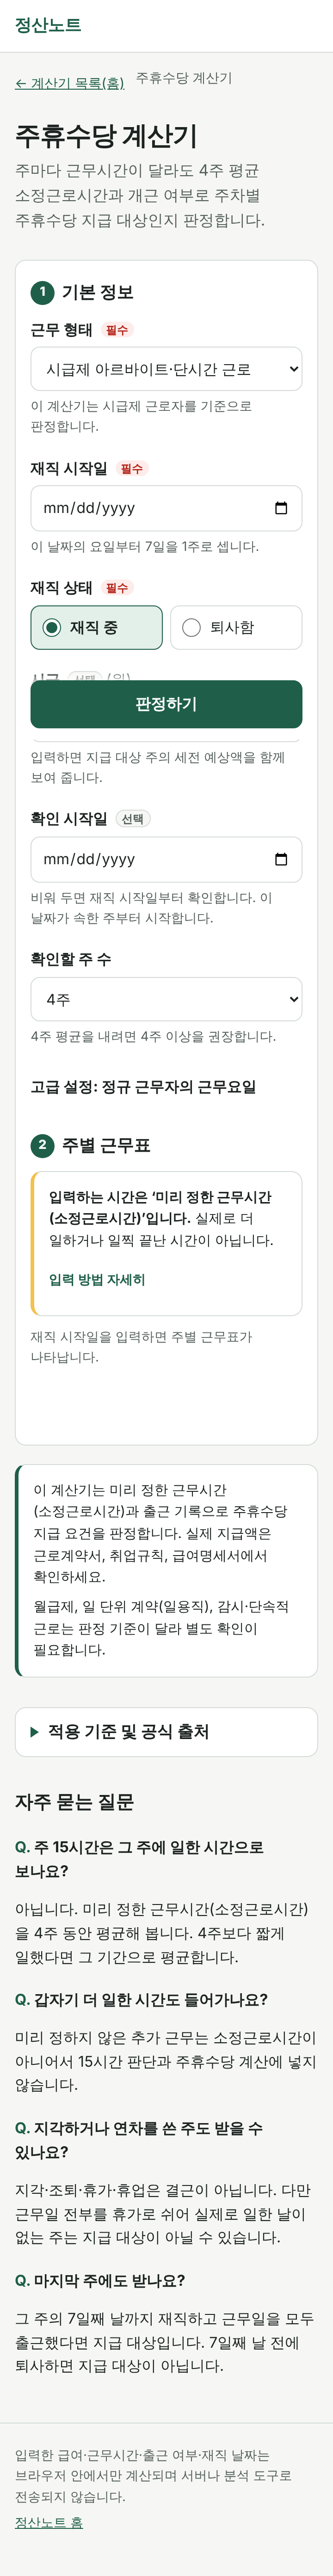 정산노트
← 계산기 목록(홈) 주휴수당 계산기
주휴수당 계산기
주마다 근무시간이 달라도 4주 평균
소정근로시간과 개근 여부로 주차별
주휴수당 지급 대상인지 판정합니다.
1 기본 정보
근무 형태 필수
시급제 아르바이트·단시간 근로
이 계산기는 시급제 근로자를 기준으로
판정합니다.
재직 시작일 필수
mm/dd/yyyy
이 날짜의 요일부터 7일을 1주로 셉니다.
재직 상태 필수
재직 중
퇴사함
판정하기
입력하면 지급 대상 주의 세전 예상액을 함께
보여 줍니다.
확인 시작일 선택
mm/dd/yyyy
비워 두면 재직 시작일부터 확인합니다. 이
날짜가 속한 주부터 시작합니다.
확인할 주 수
4주
4주 평균을 내려면 4주 이상을 권장합니다.
고급 설정: 정규 근무자의 근무요일
2 주별 근무표
입력하는 시간은 ‘미리 정한 근무시간
(소정근로시간)’입니다. 실제로 더
일하거나 일찍 끝난 시간이 아닙니다.
입력 방법 자세히
재직 시작일을 입력하면 주별 근무표가
나타납니다.
이 계산기는 미리 정한 근무시간
(소정근로시간)과 출근 기록으로 주휴수당
지급 요건을 판정합니다. 실제 지급액은
근로계약서, 취업규칙, 급여명세서에서
확인하세요.
월급제, 일 단위 계약(일용직), 감시·단속적
근로는 판정 기준이 달라 별도 확인이
필요합니다.
적용 기준 및 공식 출처
자주 묻는 질문
Q. 주 15시간은 그 주에 일한 시간으로
보나요?
아닙니다. 미리 정한 근무시간(소정근로시간)
을 4주 동안 평균해 봅니다. 4주보다 짧게
일했다면 그 기간으로 평균합니다.
Q. 갑자기 더 일한 시간도 들어가나요?
미리 정하지 않은 추가 근무는 소정근로시간이
아니어서 15시간 판단과 주휴수당 계산에 넣지
않습니다.
Q. 지각하거나 연차를 쓴 주도 받을 수
있나요?
지각·조퇴·휴가·휴업은 결근이 아닙니다. 다만
근무일 전부를 휴가로 쉬어 실제로 일한 날이
없는 주는 지급 대상이 아닐 수 있습니다.
Q. 마지막 주에도 받나요?
그 주의 7일째 날까지 재직하고 근무일을 모두
출근했다면 지급 대상입니다. 7일째 날 전에
퇴사하면 지급 대상이 아닙니다.
입력한 급여·근무시간·출근 여부·재직 날짜는
브라우저 안에서만 계산되며 서버나 분석 도구로
전송되지 않습니다.
정산노트 홈